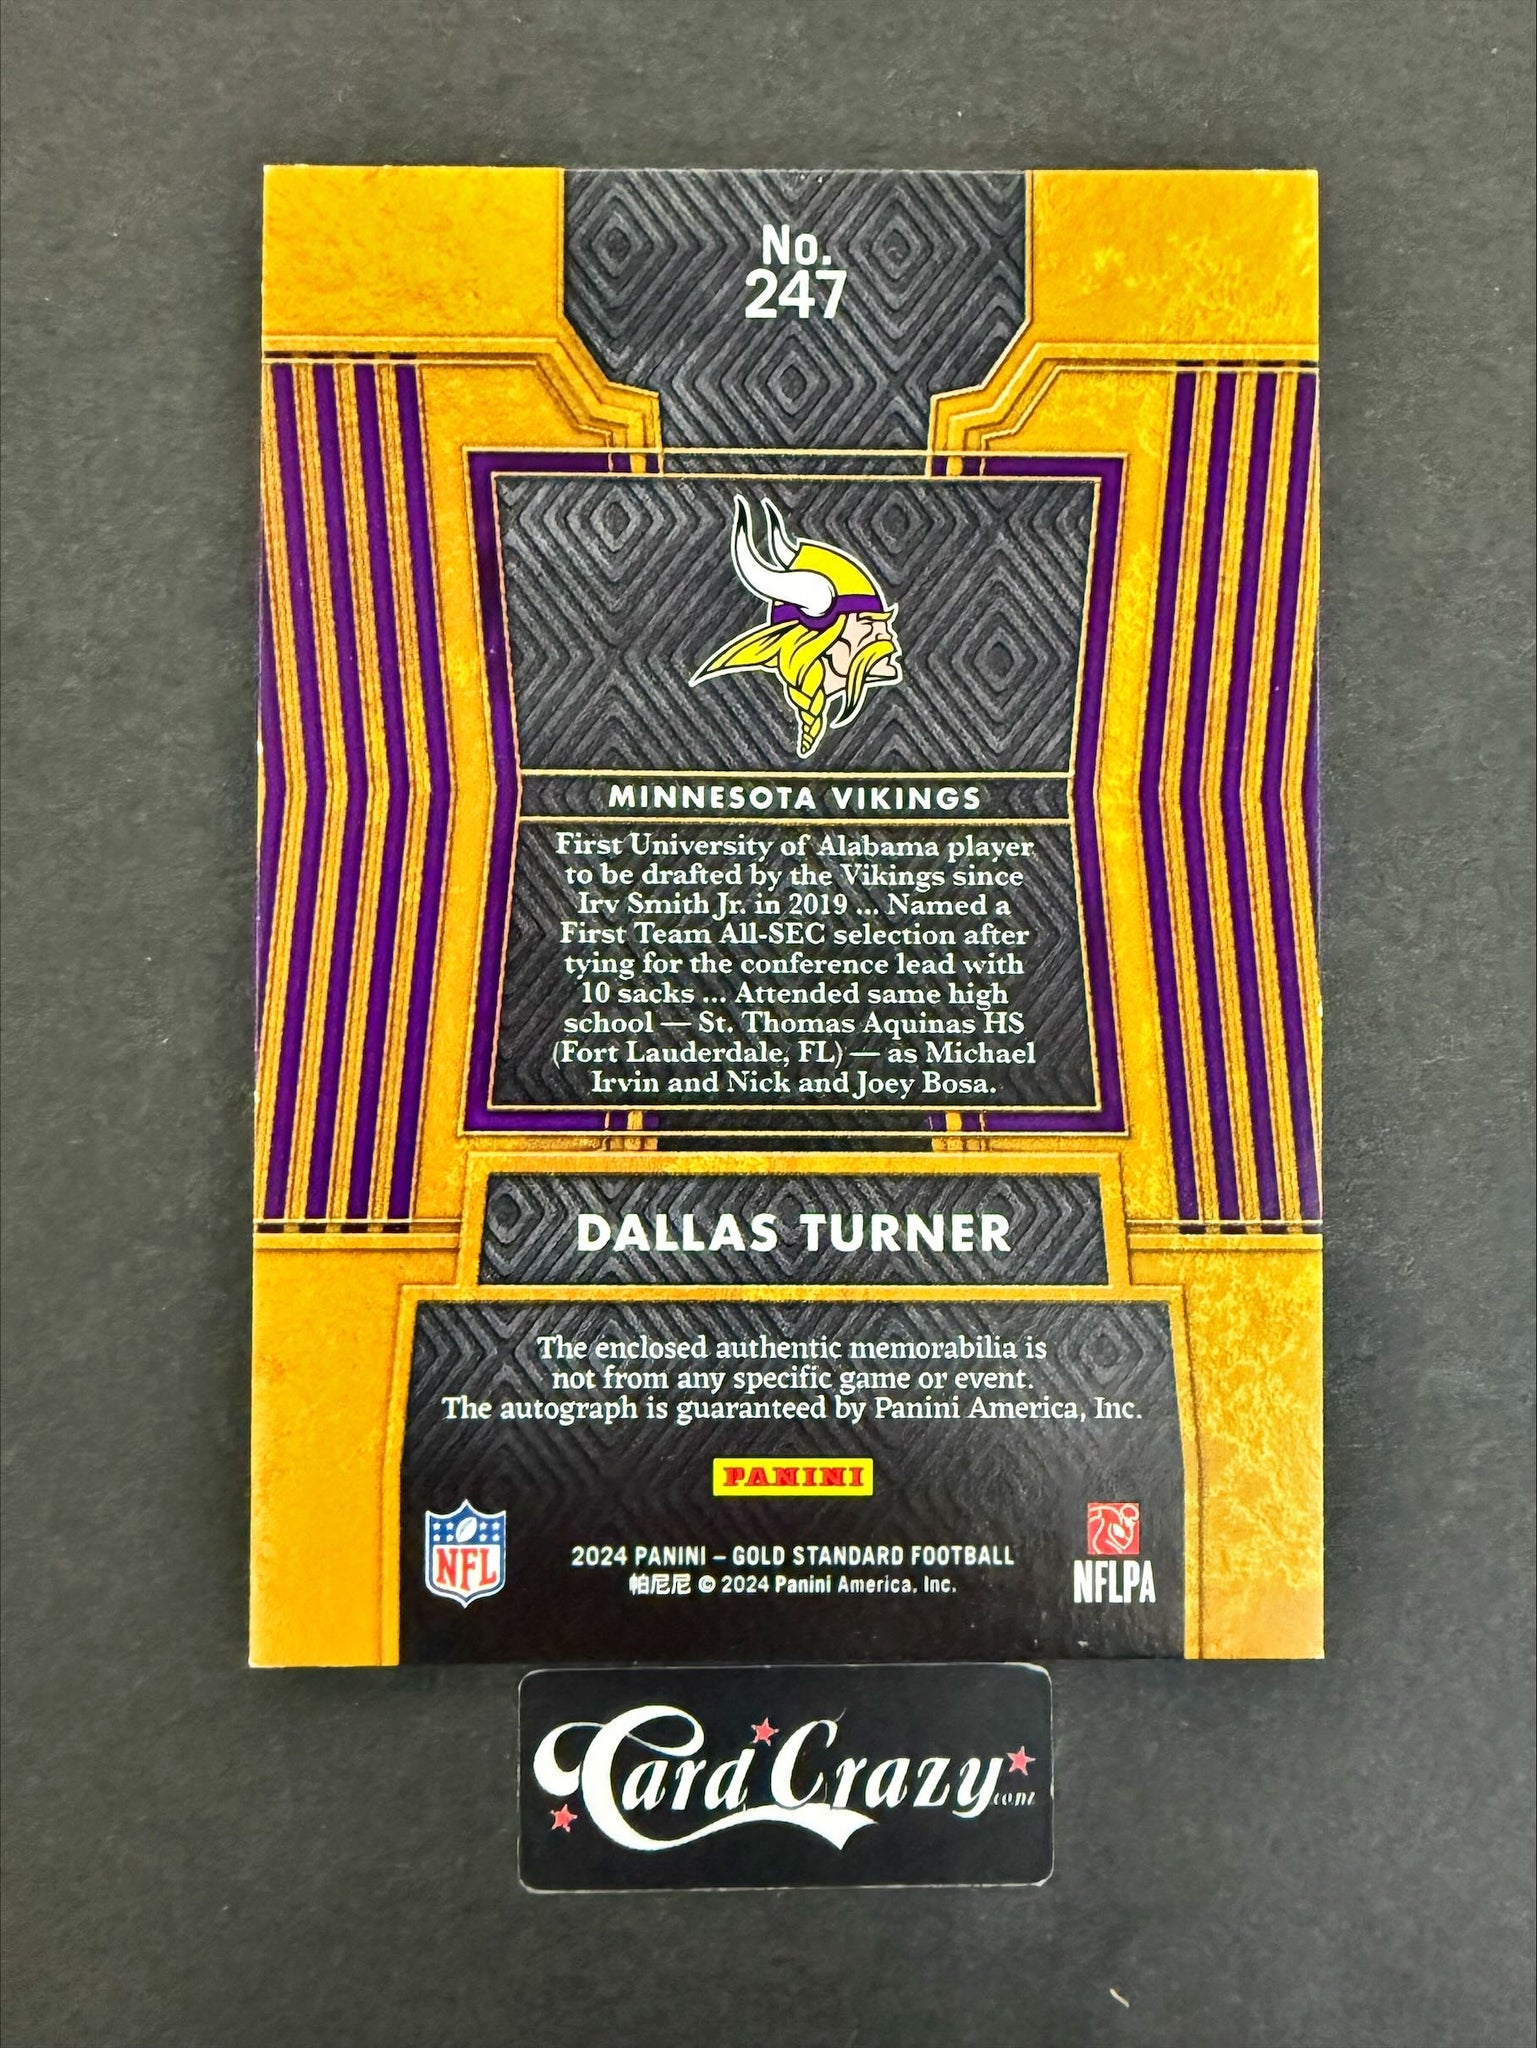 No.
247
MINNESOTA VIKINGS
First University of Alabama player
to be drafted by the Vikings since
Irv Smith Jr. in 2019 ... Named a
First Team All-SEC selection after
tying for the conference lead with
10 sacks ... Attended same high
school — St. Thomas Aquinas HS
(Fort Lauderdale, FL) — as Michael
Irvin and Nick and Joey Bosa.
DALLAS TURNER
The enclosed authentic memorabilia is
not from any specific game or event.
The autograph is guaranteed by Panini America, Inc.
PANINI
NFL
2024 PANINI – GOLD STANDARD FOOTBALL
帕尼尼 © 2024 Panini America, Inc.
NFLPA
Card Crazy.com